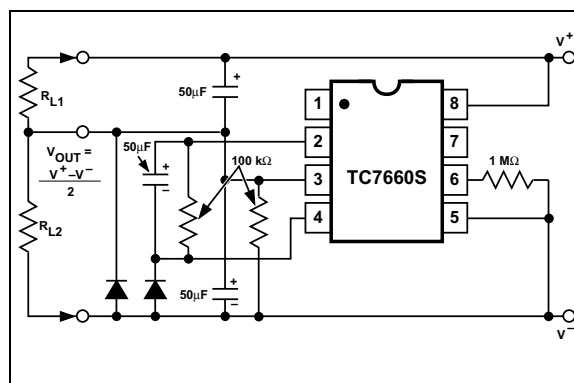 V+
50µF
+
RL1
VOUT =
V+–V–
2
50µF
+
–
100 kΩ
RL2
50µF
+
–
1
2
3
4
TC7660S
8
7
6
5
1 MΩ
V–